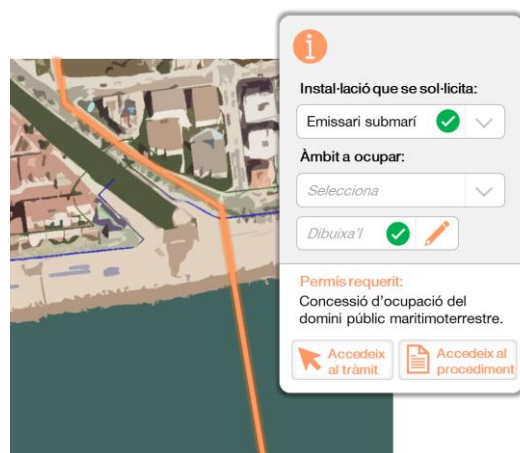 i
Instal·lació que se sol·licita:
Emissari submarí
Àmbit a ocupar:
Selecciona
Dibuixa'l
Permís requerit:
Concessió d'ocupació del
domini públic maritimoterrestre.
Accedeix
al tràmit
Accedeix al
procediment